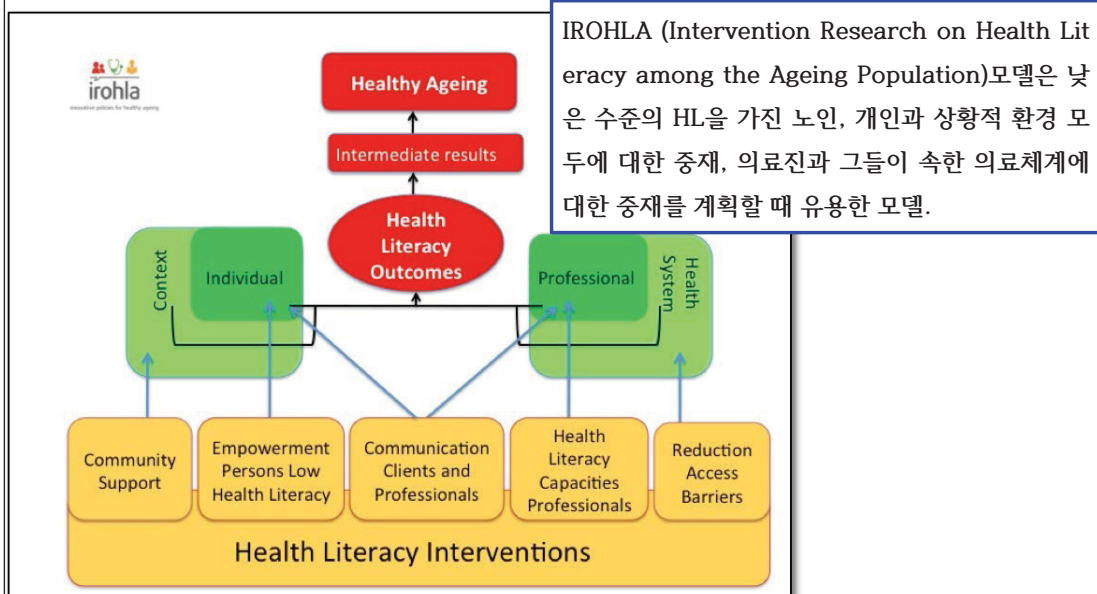 irohla
innovative policies for healthy ageing
IROHLA (Intervention Research on Health Lit
eracy among the Ageing Population)모델은 낮
은 수준의 HL을 가진 노인, 개인과 상황적 환경 모
두에 대한 중재, 의료진과 그들이 속한 의료체계에
대한 중재를 계획할 때 유용한 모델.
Healthy Ageing
Intermediate results
Health
Literacy
Outcomes
Context
Individual
Professional
Health
System
Community
Support
Empowerment
Persons Low
Health Literacy
Communication
Clients and
Professionals
Health
Literacy
Capacities
Professionals
Reduction
Access
Barriers
Health Literacy Interventions